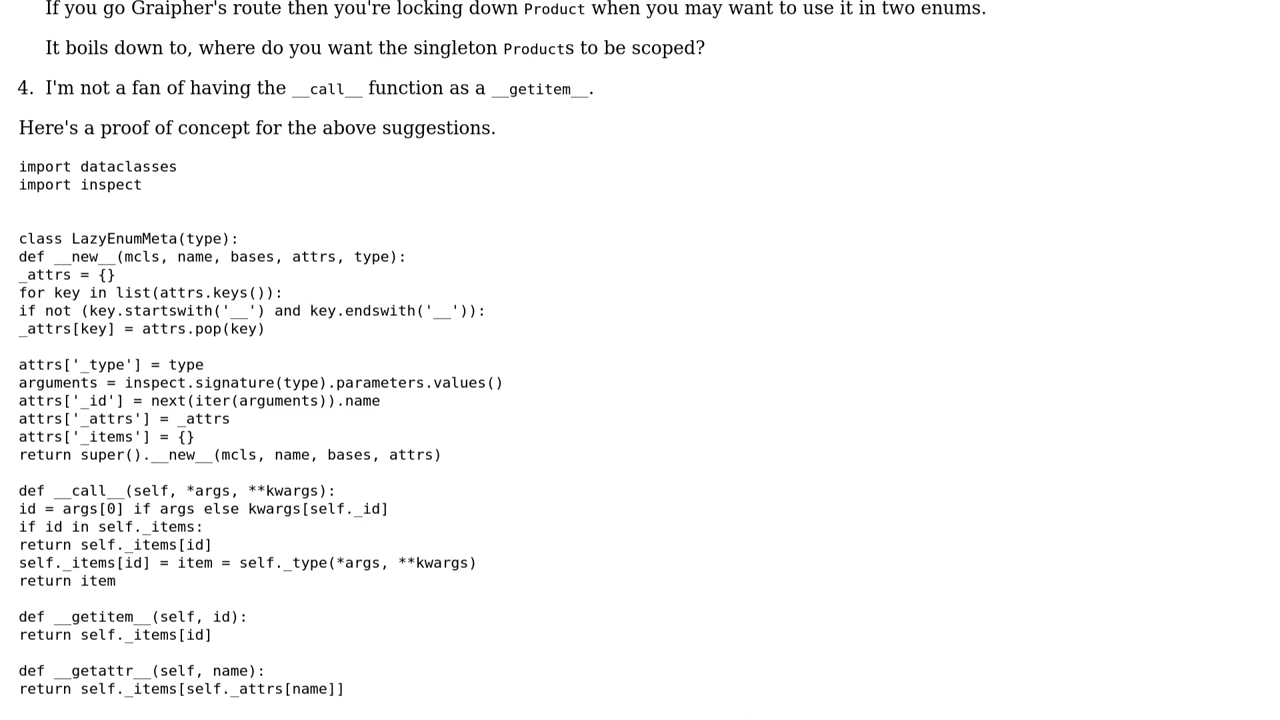 If you go Graipher's route then you're locking down Product when you may want to use it in two enums.
It boils down to, where do you want the singleton Products to be scoped?
4. I'm not a fan of having the __call__ function as a __getitem__.
Here's a proof of concept for the above suggestions.
import dataclasses
import inspect
class LazyEnumMeta(type):
def __new__(mcls, name, bases, attrs, type):
_attrs = {}
for key in list(attrs.keys()):
if not (key.startswith('__') and key.endswith('__')):
_attrs[key] = attrs.pop(key)
attrs['_type'] = type
arguments = inspect.signature(type).parameters.values()
attrs['_id'] = next(iter(arguments)).name
attrs['_attrs'] = _attrs
attrs['_items'] = {}
return super().__new__(mcls, name, bases, attrs)
def __call__(self, *args, **kwargs):
id = args[0] if args else kwargs[self._id]
if id in self._items:
return self._items[id]
self._items[id] = item = self._type(*args, **kwargs)
return item
def __getitem__(self, id):
return self._items[id]
def __getattr__(self, name):
return self._items[self._attrs[name]]